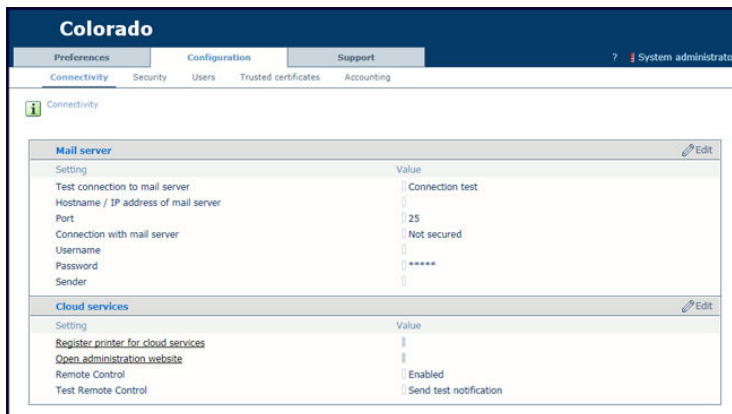 Colorado
Preferences Configuration Support ? System administrato
Connectivity Security Users Trusted certificates Accounting
i Connectivity
Mail server Edit
Setting Value
Test connection to mail server Connection test
Hostname / IP address of mail server
Port 25
Connection with mail server Not secured
Username
Password *****
Sender
Cloud services Edit
Setting Value
Register printer for cloud services
Open administration website
Remote Control Enabled
Test Remote Control Send test notification